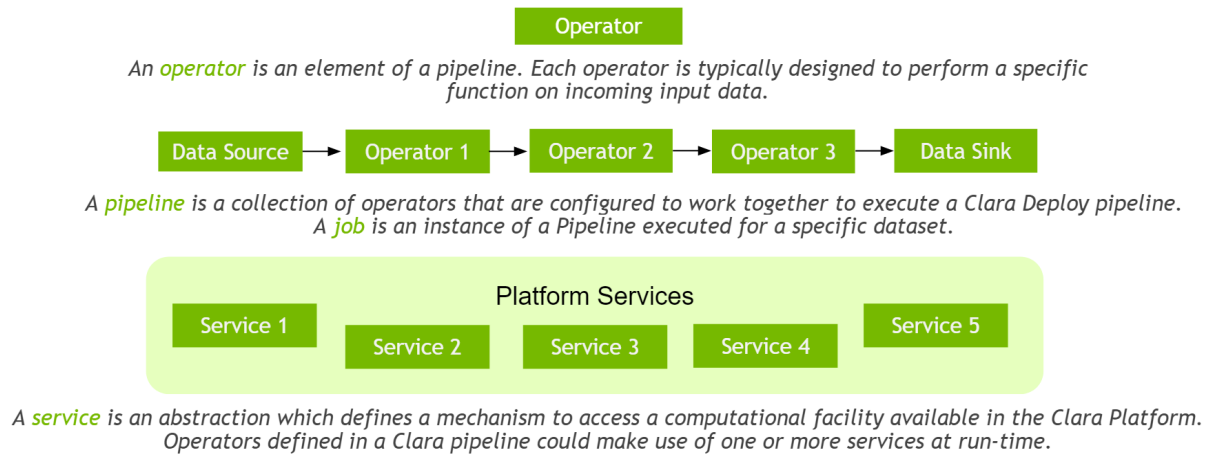 Operator
An operator is an element of a pipeline. Each operator is typically designed to perform a specific
function on incoming input data.
Data Source
Operator 1
Operator 2
Operator 3
Data Sink
A pipeline is a collection of operators that are configured to work together to execute a Clara Deploy pipeline.
A job is an instance of a Pipeline executed for a specific dataset.
Platform Services
Service 1
Service 2
Service 3
Service 4
Service 5
A service is an abstraction which defines a mechanism to access a computational facility available in the Clara Platform.
Operators defined in a Clara pipeline could make use of one or more services at run-time.